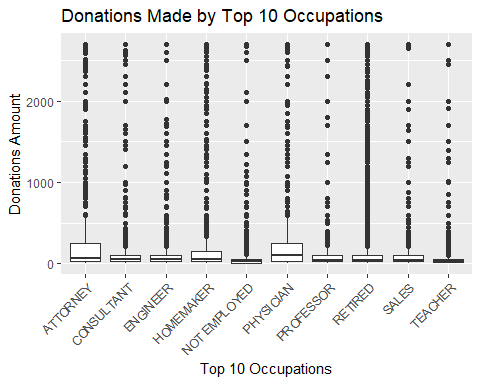 Donations Made by Top 10 Occupations
Donations Amount
2000
1000
0
ATTORNEY
CONSULTANT
ENGINEER
HOMEMAKER
NOT EMPLOYED
PHYSICIAN
PROFESSOR
RETIRED
SALES
TEACHER
Top 10 Occupations